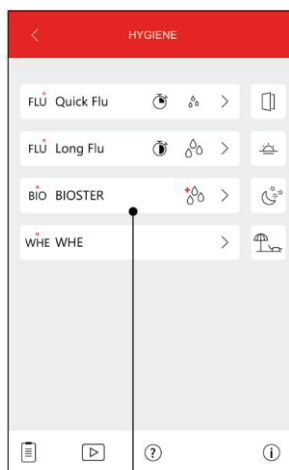 HYGIENE
FLU Quick Flu
FLU Long Flu
BIO BIOSTER
WHE WHE